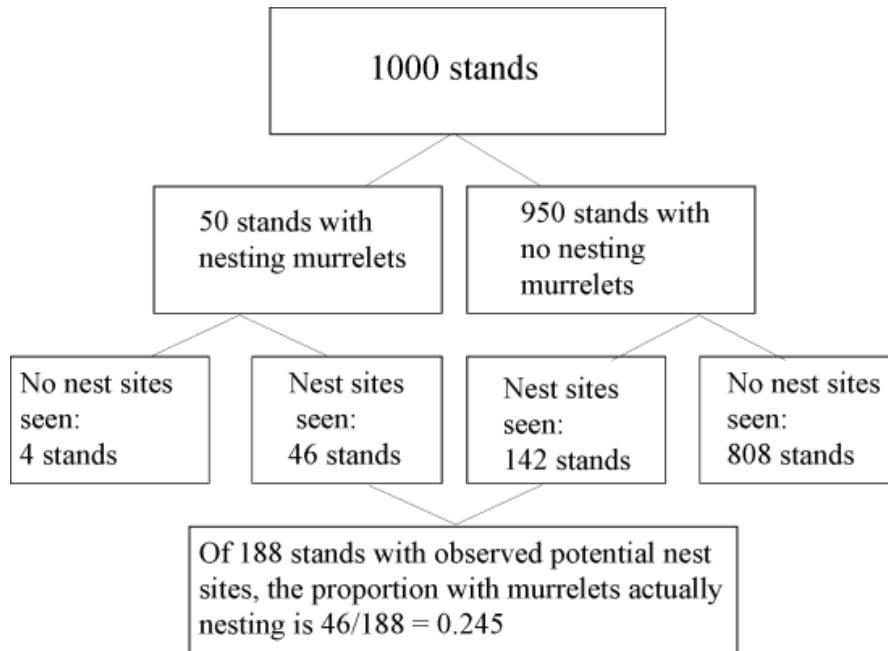 1000 stands
50 stands with
nesting murrelets
950 stands with
no nesting
murrelets
No nest sites
seen:
4 stands
Nest sites
seen:
46 stands
Nest sites
seen:
142 stands
No nest sites
seen:
808 stands
Of 188 stands with observed potential nest
sites, the proportion with murrelets actually
nesting is 46/188 = 0.245